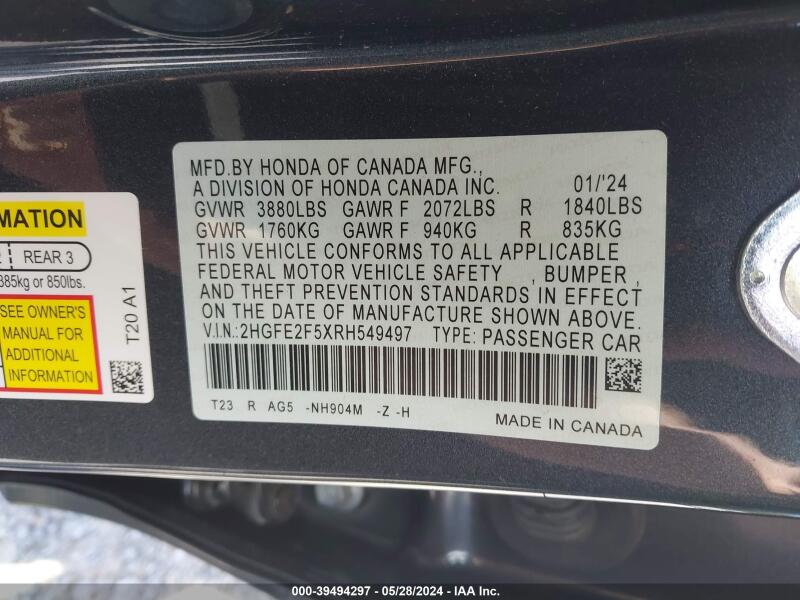 MFD.BY HONDA OF CANADA MFG.,
A DIVISION OF HONDA CANADA INC. 01/'24
GVWR 3880LBS GAWR F 2072LBS R 1840LBS
GVWR 1760KG GAWR F 940KG R 835KG
THIS VEHICLE CONFORMS TO ALL APPLICABLE
FEDERAL MOTOR VEHICLE SAFETY , BUMPER ,
AND THEFT PREVENTION STANDARDS IN EFFECT
ON THE DATE OF MANUFACTURE SHOWN ABOVE.
V.I.N.:2HGFE2F5XRH549497 TYPE: PASSENGER CAR
T23 R AG5 -NH904M -Z -H
MADE IN CANADA
MATION
2 REAR 3
385kg or 850lbs.
SEE OWNER'S
MANUAL FOR
ADDITIONAL
INFORMATION
T20 A1
000-39494297 - 05/28/2024 - IAA Inc.